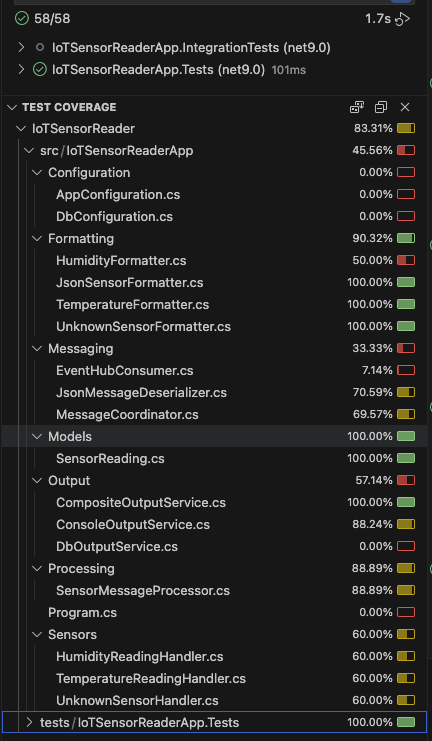 58/58 1.7s
IoTSensorReaderApp.IntegrationTests (net9.0)
IoTSensorReaderApp.Tests (net9.0) 101ms
TEST COVERAGE
IoTSensorReader 83.31%
src/IoTSensorReaderApp 45.56%
Configuration 0.00%
AppConfiguration.cs 0.00%
DbConfiguration.cs 0.00%
Formatting 90.32%
HumidityFormatter.cs 50.00%
JsonSensorFormatter.cs 100.00%
TemperatureFormatter.cs 100.00%
UnknownSensorFormatter.cs 100.00%
Messaging 33.33%
EventHubConsumer.cs 7.14%
JsonMessageDeserializer.cs 70.59%
MessageCoordinator.cs 69.57%
Models 100.00%
SensorReading.cs 100.00%
Output 57.14%
CompositeOutputService.cs 100.00%
ConsoleOutputService.cs 88.24%
DbOutputService.cs 0.00%
Processing 88.89%
SensorMessageProcessor.cs 88.89%
Program.cs 0.00%
Sensors 60.00%
HumidityReadingHandler.cs 60.00%
TemperatureReadingHandler.cs 60.00%
UnknownSensorHandler.cs 60.00%
tests/IoTSensorReaderApp.Tests 100.00%